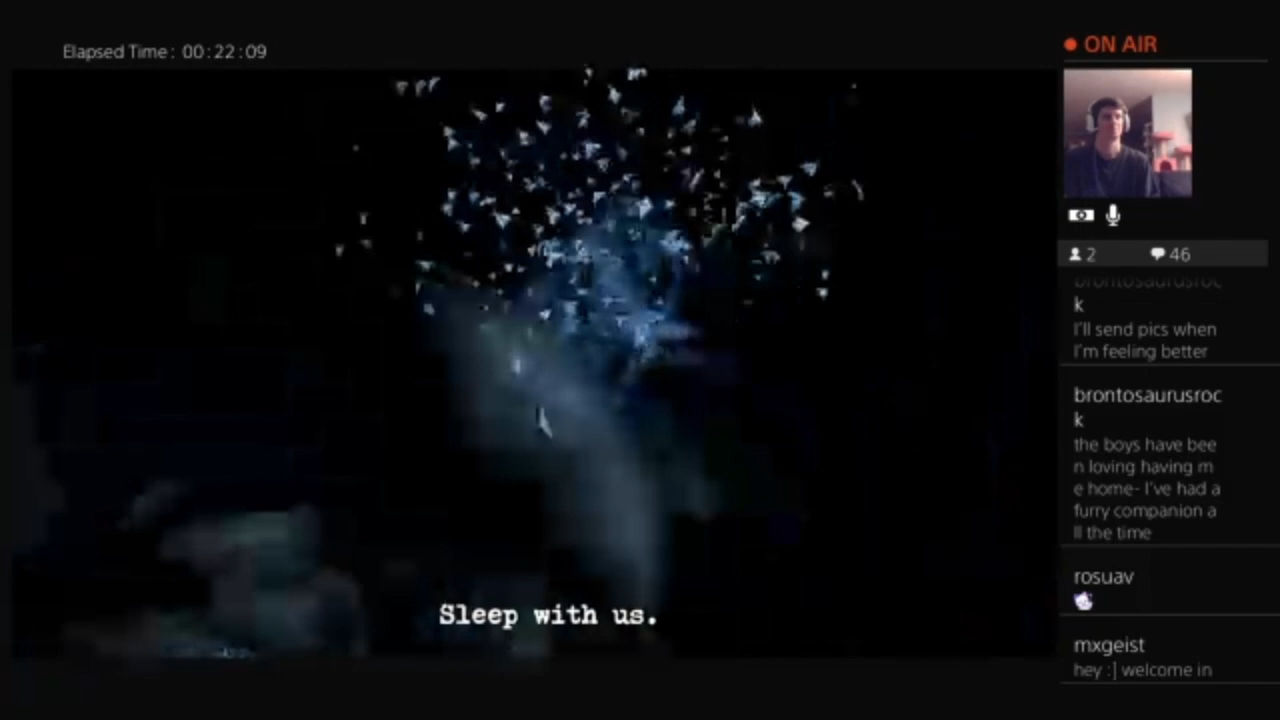 Elapsed Time: 00:22:09
ON AIR
2
46
brontosaurusroc
k
I'll send pics when
I'm feeling better
brontosaurusroc
k
the boys have bee
n loving having m
e home- I've had a
furry companion a
ll the time
rosuav
mxgeist
hey :] welcome in
Sleep with us.